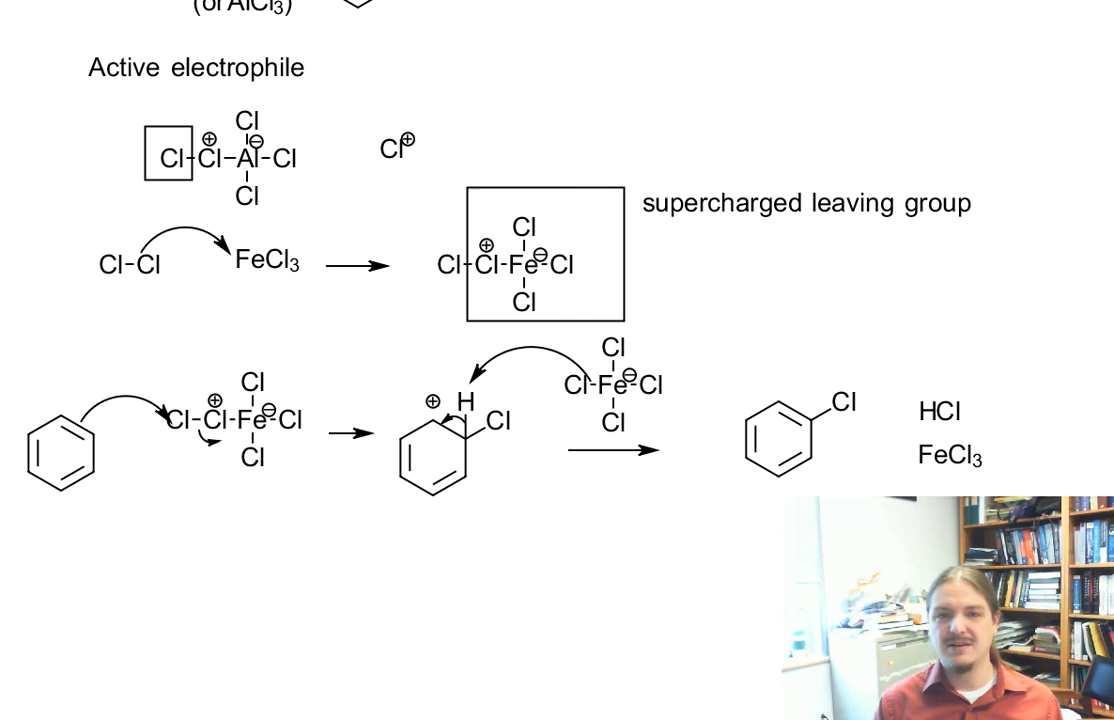 (or AlCl3)
Active electrophile
Cl
⊕ ⊖
Cl-Cl-Al-Cl
Cl
Cl⊕
supercharged leaving group
Cl-Cl
FeCl3
Cl
⊕ ⊖
Cl-Cl-Fe-Cl
Cl
Cl
⊕ ⊖
Cl-Cl-Fe-Cl
Cl
⊕
H
Cl
Cl
⊖
Cl-Fe-Cl
Cl
Cl
HCl
FeCl3